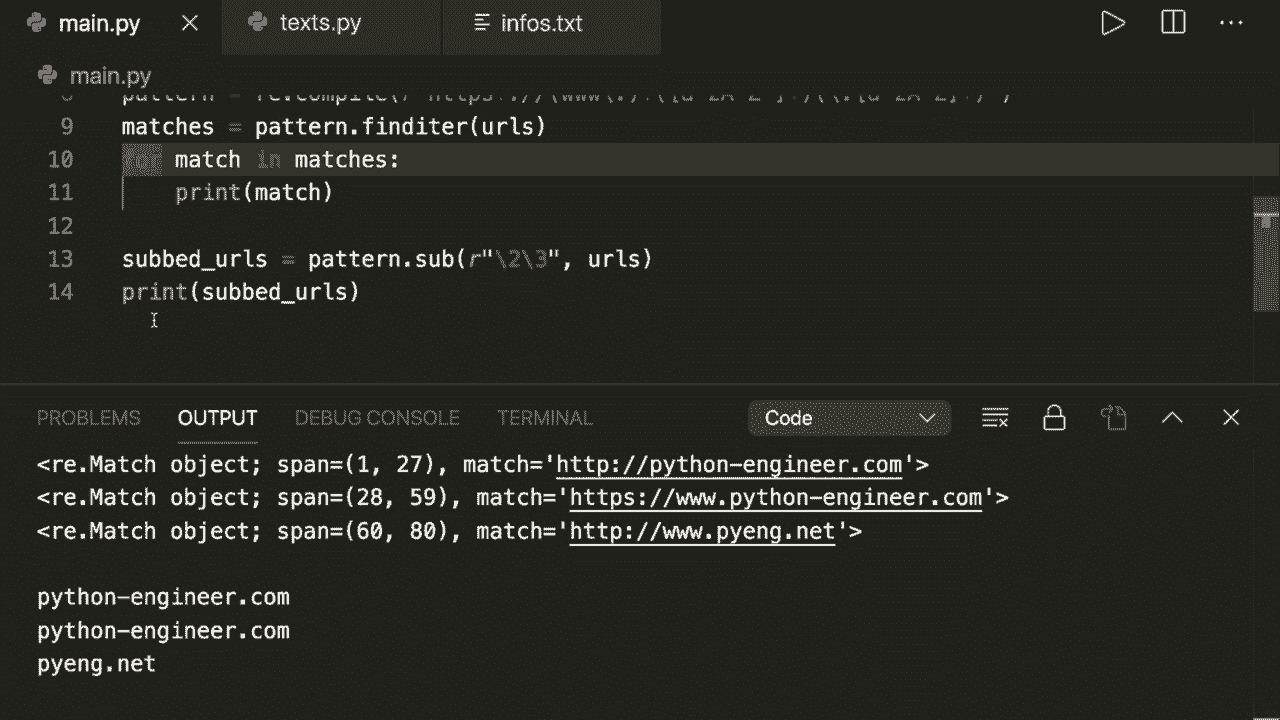 main.py
texts.py
infos.txt
main.py
9 matches = pattern.finditer(urls)
10 for match in matches:
11 print(match)
12
13 subbed_urls = pattern.sub(r"\2\3", urls)
14 print(subbed_urls)
PROBLEMS OUTPUT DEBUG CONSOLE TERMINAL Code
<re.Match object; span=(1, 27), match='http://python-engineer.com'>
<re.Match object; span=(28, 59), match='https://www.python-engineer.com'>
<re.Match object; span=(60, 80), match='http://www.pyeng.net'>
python-engineer.com
python-engineer.com
pyeng.net